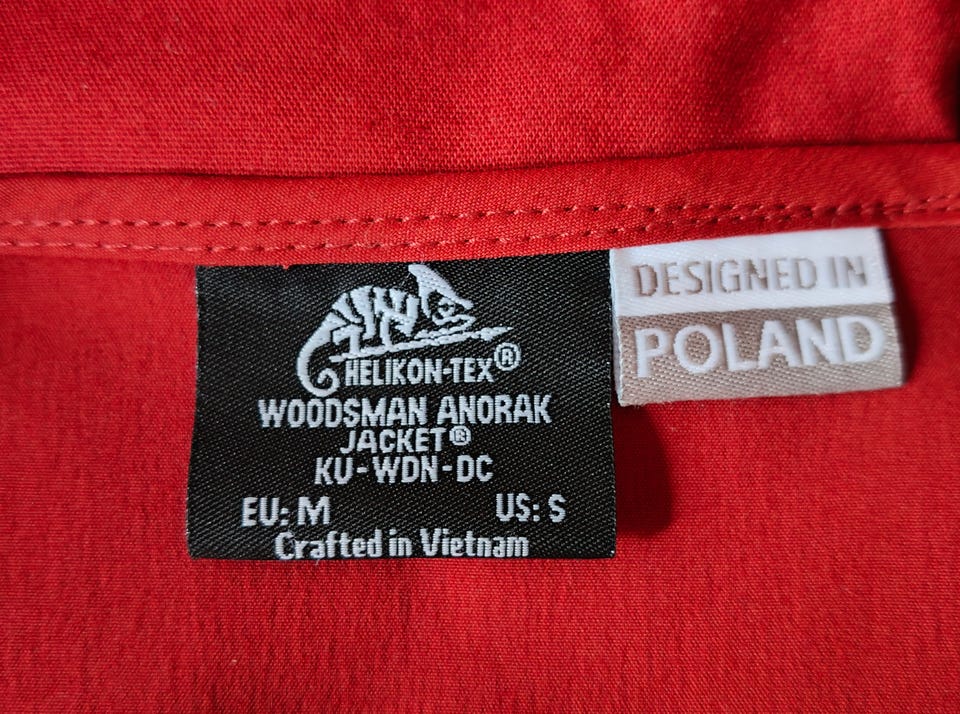 HELIKON-TEX®
WOODSMAN ANORAK
JACKET®
KU-WDN-DC
EU: M US: S
Crafted in Vietnam
DESIGNED IN
POLAND